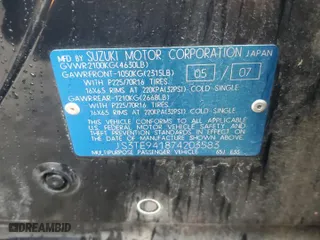 MFD BY SUZUKI MOTOR CORPORATION JAPAN
GVWR:2100KG(4630LB)
GAWR:FRONT-1050KG(2315LB) 05 / 07
WITH P225/70R16 TIRES.
16X6.5 RIMS AT 220KPA(32PSI)-COLD-SINGLE
GAWR:REAR-1210KG(2668LB)
WITH P225/70R16 TIRES.
16X6.5 RIMS AT 220KPA(32PSI)-COLD-SINGLE
THIS VEHICLE CONFORMS TO ALL APPLICABLE
U.S. FEDERAL MOTOR VEHICLE SAFETY AND
THEFT PREVENTION STANDARDS IN EFFECT ON
THE DATE OF MANUFACTURE SHOWN ABOVE.
JS3TE941874203583
MULTIPURPOSE PASSENGER VEHICLE
DREAMBID